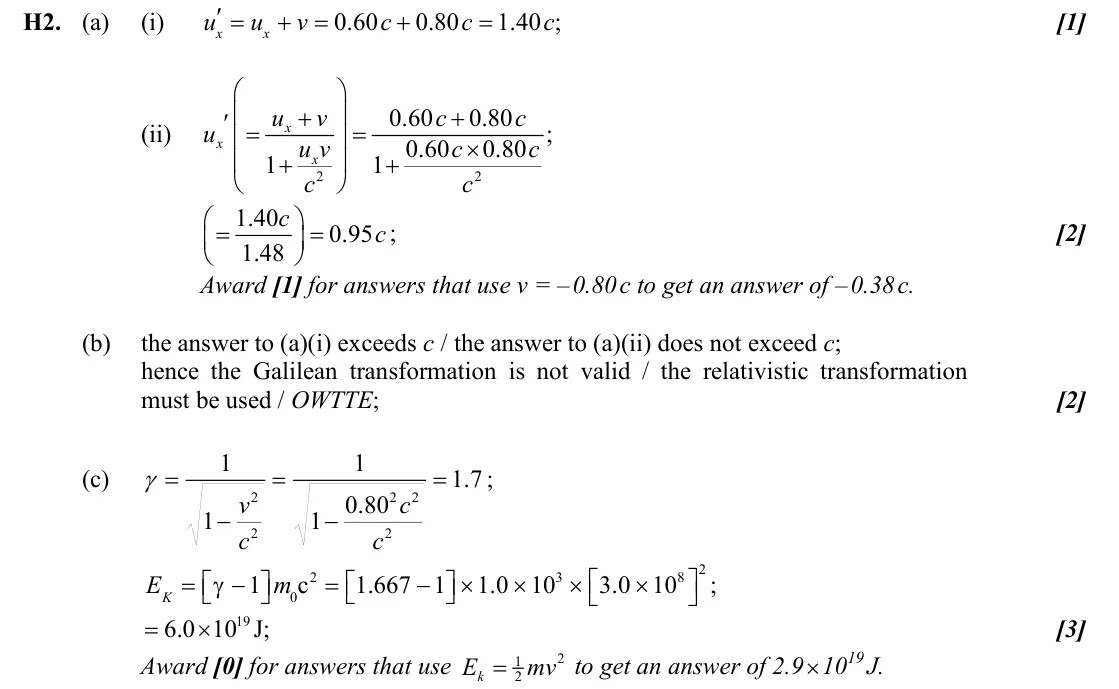 H2. (a) (i) uₓ′ = uₓ + v = 0.60c + 0.80c = 1.40c; [1]
(ii) uₓ′ ( = (uₓ + v) / (1 + uₓv/c²) ) = (0.60c + 0.80c) / (1 + (0.60c × 0.80c)/c²) ;
( = 1.40c / 1.48 ) = 0.95c ; [2]
Award [1] for answers that use v = –0.80c to get an answer of –0.38c.
(b) the answer to (a)(i) exceeds c / the answer to (a)(ii) does not exceed c;
hence the Galilean transformation is not valid / the relativistic transformation
must be used / OWTTE; [2]
(c) γ = 1 / √(1 − v²/c²) = 1 / √(1 − 0.80²c²/c²) = 1.7 ;
E_K = [γ − 1]m₀c² = [1.667 − 1] × 1.0 × 10³ × [3.0 × 10⁸]² ;
= 6.0×10¹⁹ J; [3]
Award [0] for answers that use E_k = ½mv² to get an answer of 2.9×10¹⁹ J.